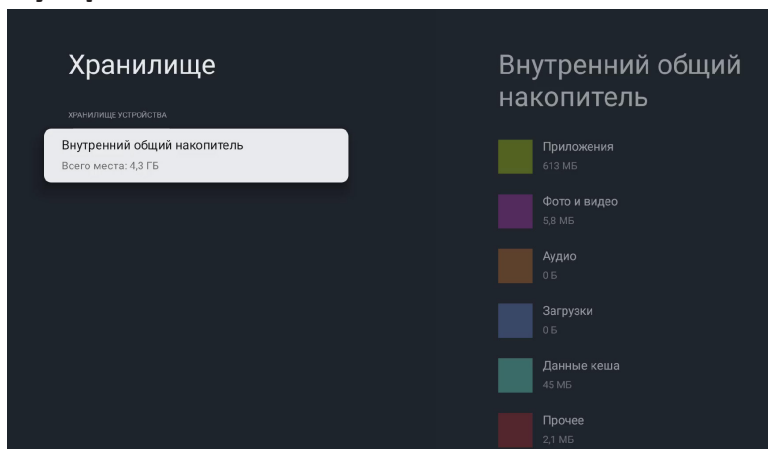 Хранилище
ХРАНИЛИЩЕ УСТРОЙСТВА
Внутренний общий накопитель
Всего места: 4,3 ГБ
Внутренний общий
накопитель
Приложения
613 МБ
Фото и видео
5,8 МБ
Аудио
0 Б
Загрузки
0 Б
Данные кеша
45 МБ
Прочее
2,1 МБ